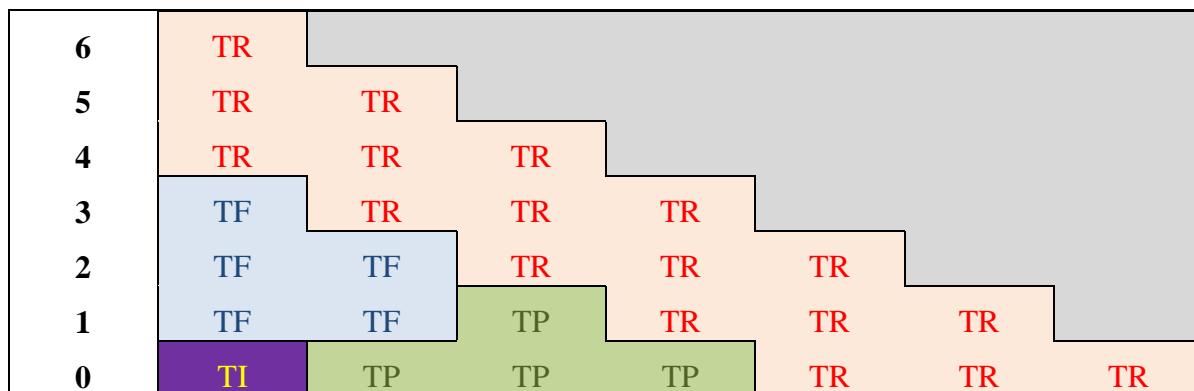 6 TR
5 TR TR
4 TR TR TR
3 TF TR TR TR
2 TF TF TR TR TR
1 TF TF TP TR TR TR
0 TI TP TP TP TR TR TR